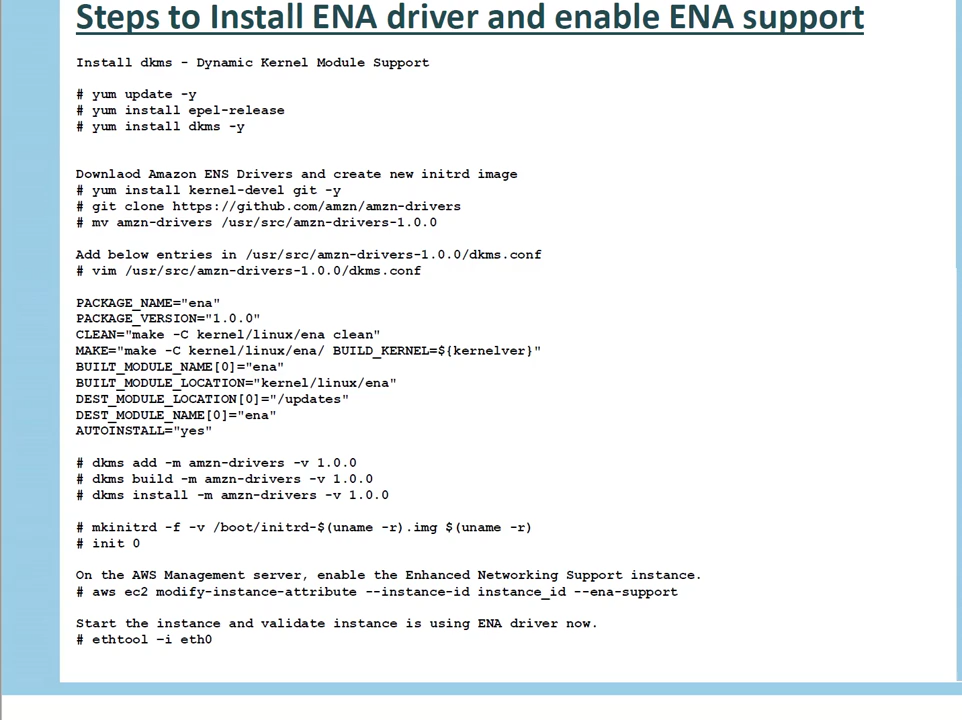 Steps to Install ENA driver and enable ENA support
Install dkms - Dynamic Kernel Module Support
# yum update -y
# yum install epel-release
# yum install dkms -y
Downlaod Amazon ENS Drivers and create new initrd image
# yum install kernel-devel git -y
# git clone https://github.com/amzn/amzn-drivers
# mv amzn-drivers /usr/src/amzn-drivers-1.0.0
Add below entries in /usr/src/amzn-drivers-1.0.0/dkms.conf
# vim /usr/src/amzn-drivers-1.0.0/dkms.conf
PACKAGE_NAME="ena"
PACKAGE_VERSION="1.0.0"
CLEAN="make -C kernel/linux/ena clean"
MAKE="make -C kernel/linux/ena/ BUILD_KERNEL=${kernelver}"
BUILT_MODULE_NAME[0]="ena"
BUILT_MODULE_LOCATION="kernel/linux/ena"
DEST_MODULE_LOCATION[0]="/updates"
DEST_MODULE_NAME[0]="ena"
AUTOINSTALL="yes"
# dkms add -m amzn-drivers -v 1.0.0
# dkms build -m amzn-drivers -v 1.0.0
# dkms install -m amzn-drivers -v 1.0.0
# mkinitrd -f -v /boot/initrd-$(uname -r).img $(uname -r)
# init 0
On the AWS Management server, enable the Enhanced Networking Support instance.
# aws ec2 modify-instance-attribute --instance-id instance_id --ena-support
Start the instance and validate instance is using ENA driver now.
# ethtool –i eth0